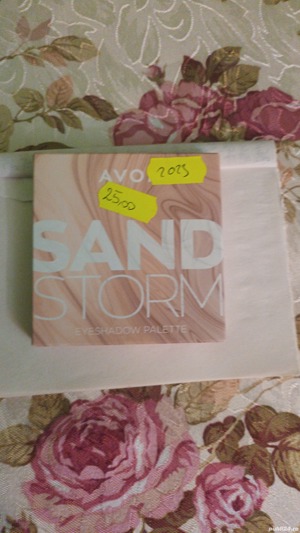 AVO
2023
25,00
SAND
STORM
EYESHADOW PALETTE